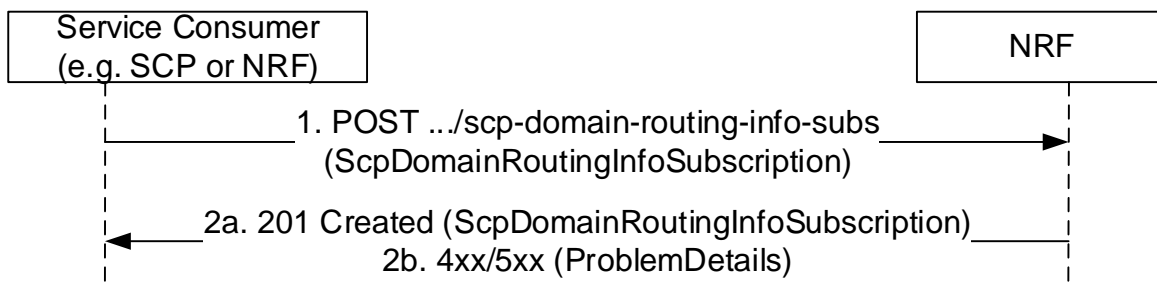 Service Consumer
(e.g. SCP or NRF)
NRF
1. POST .../scp-domain-routing-info-subs
(ScpDomainRoutingInfoSubscription)
2a. 201 Created (ScpDomainRoutingInfoSubscription)
2b. 4xx/5xx (ProblemDetails)